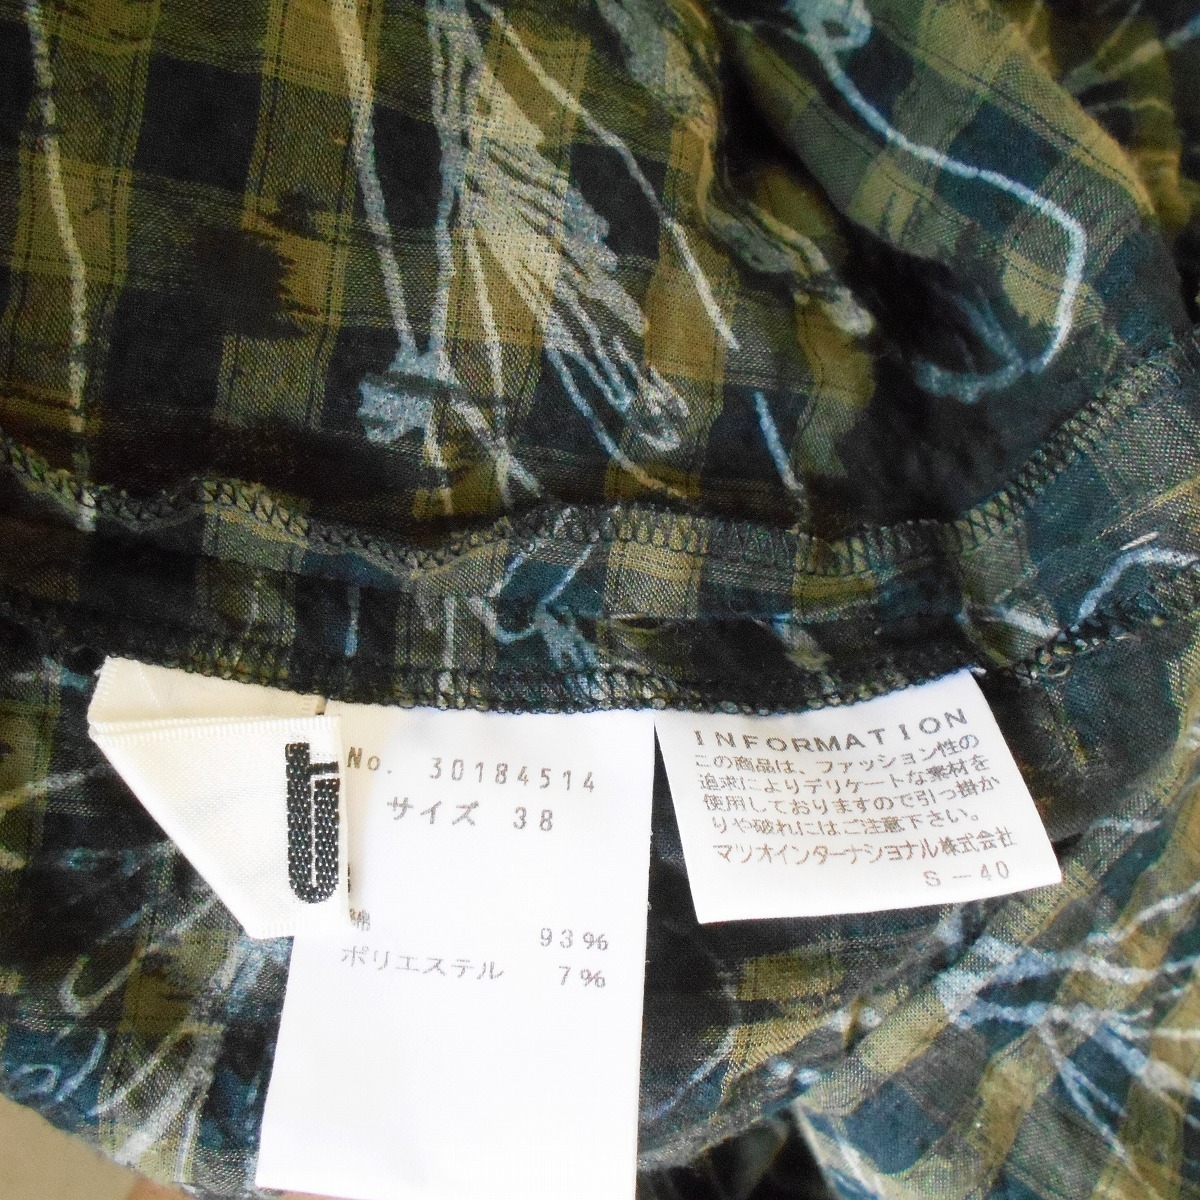 No. 30184514
サイズ 38
綿 93%
ポリエステル 7%
INFORMATION
この商品は、ファッション性の
追求によりデリケートな素材を
使用しておりますので引っ掛か
りや破れにはご注意下さい。
マツオインターナショナル株式会社
S-40